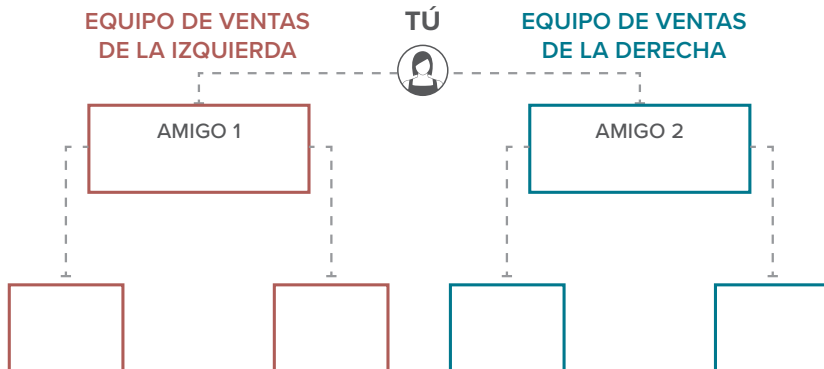 EQUIPO DE VENTAS
DE LA IZQUIERDA
TÚ
EQUIPO DE VENTAS
DE LA DERECHA
AMIGO 1
AMIGO 2